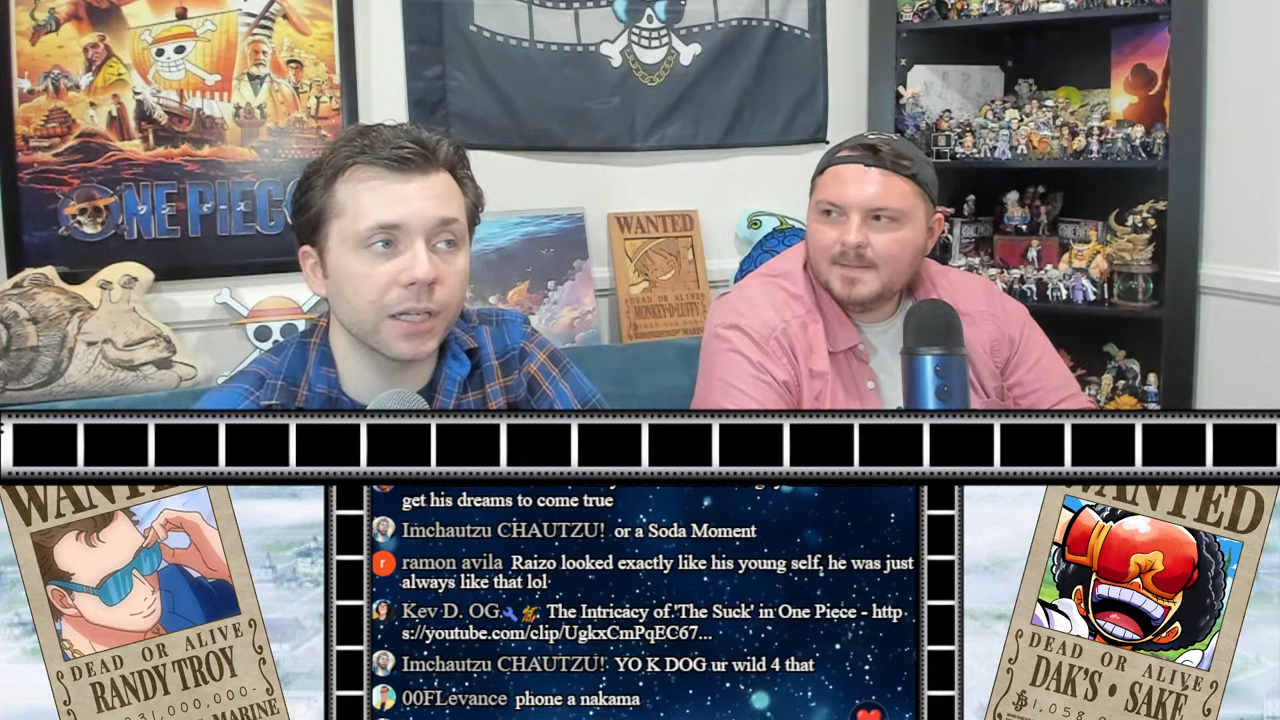 ONE PIECE
WANTED
DEAD OR ALIVE
MONKEY·D·LUFFY
MARINE
WANTED
DEAD OR ALIVE
RANDY TROY
MARINE
get his dreams to come true
Imchautzu CHAUTZU! or a Soda Moment
ramon avila Raizo looked exactly like his young self, he was just
always like that lol
Kev D. OG. The Intricacy of 'The Suck' in One Piece - http
s://youtube.com/clip/UgkxCmPqEC67...
Imchautzu CHAUTZU! YO K DOG ur wild 4 that
00FLevance phone a nakama
WANTED
DEAD OR ALIVE
DAK'S · SAKE
1,058